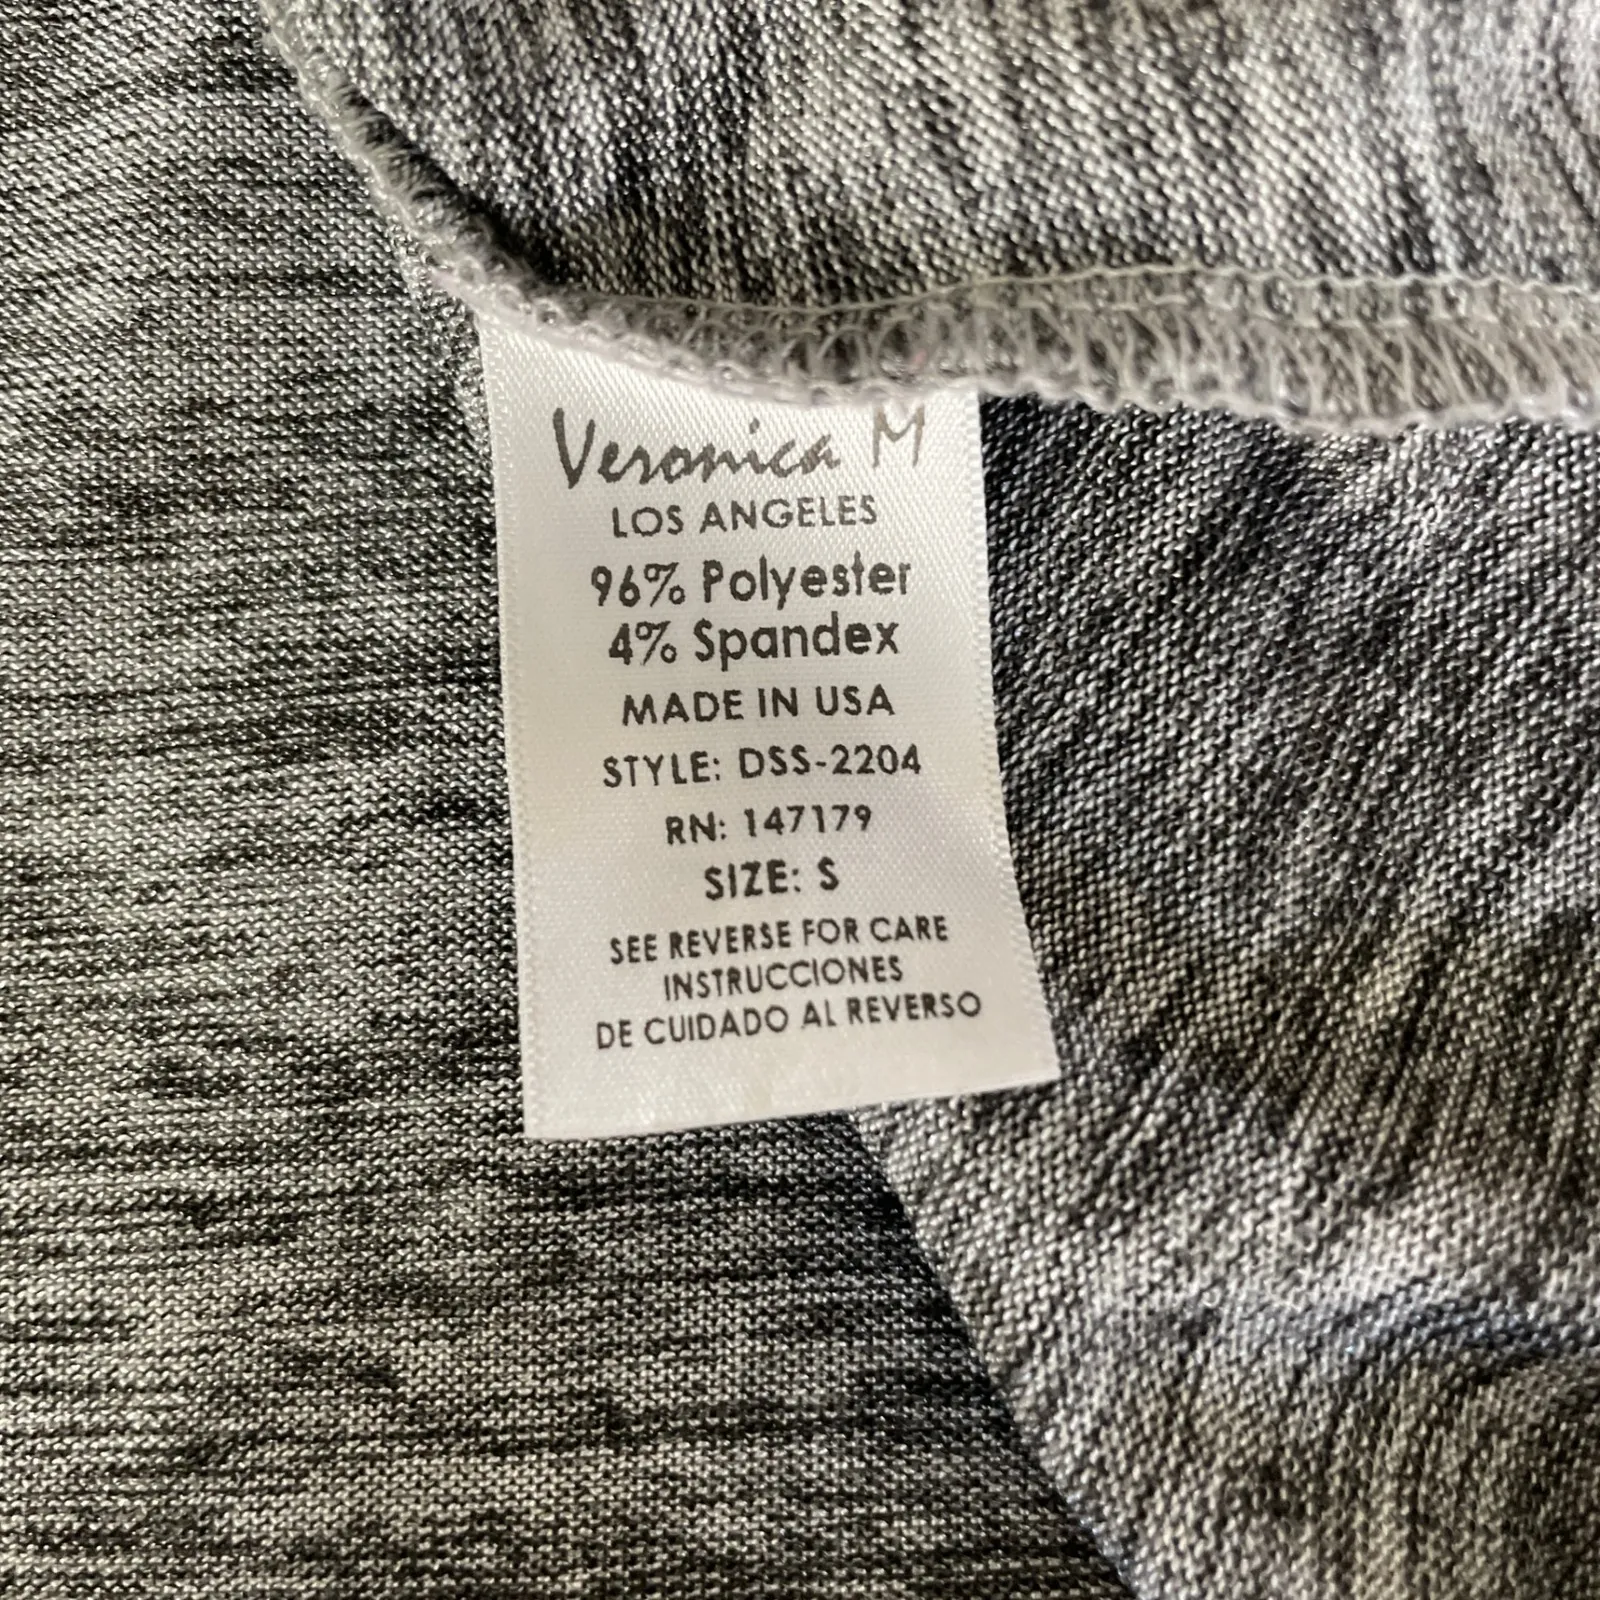 Veronica M
LOS ANGELES
96% Polyester
4% Spandex
MADE IN USA
STYLE: DSS-2204
RN: 147179
SIZE: S
SEE REVERSE FOR CARE
INSTRUCCIONES
DE CUIDADO AL REVERSO